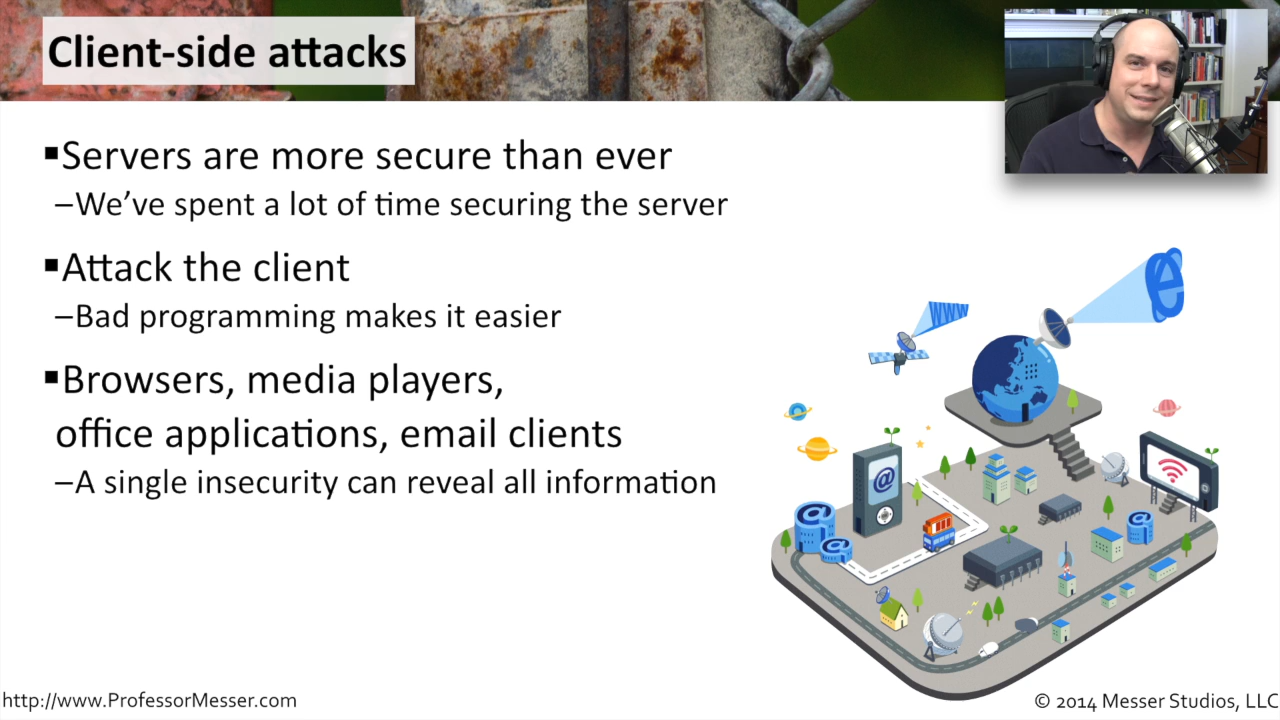 Client-side attacks
▪Servers are more secure than ever
–We’ve spent a lot of time securing the server
▪Attack the client
–Bad programming makes it easier
▪Browsers, media players,
office applications, email clients
–A single insecurity can reveal all information
WWW
e
@
@
@
@
http://www.ProfessorMesser.com
© 2014 Messer Studios, LLC